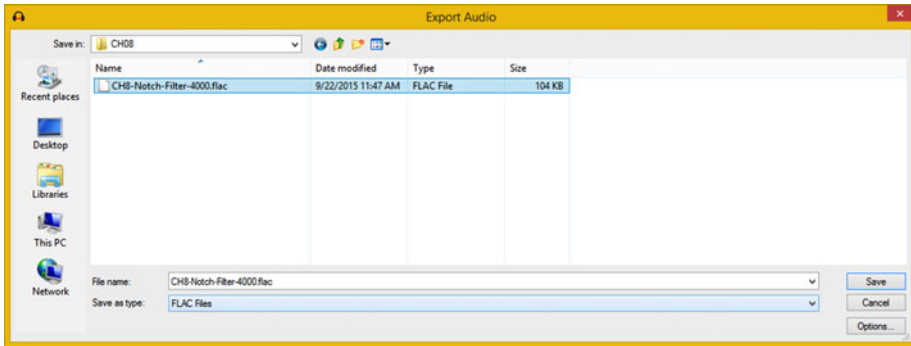 Export Audio
Save in: CH08
Name Date modified Type Size
CH8-Notch-Filter-4000.flac 9/22/2015 11:47 AM FLAC File 104 KB
Recent places
Desktop
Libraries
This PC
Network
File name: CH8-Notch-Filter-4000.flac Save
Save as type: FLAC Files Cancel
Options...